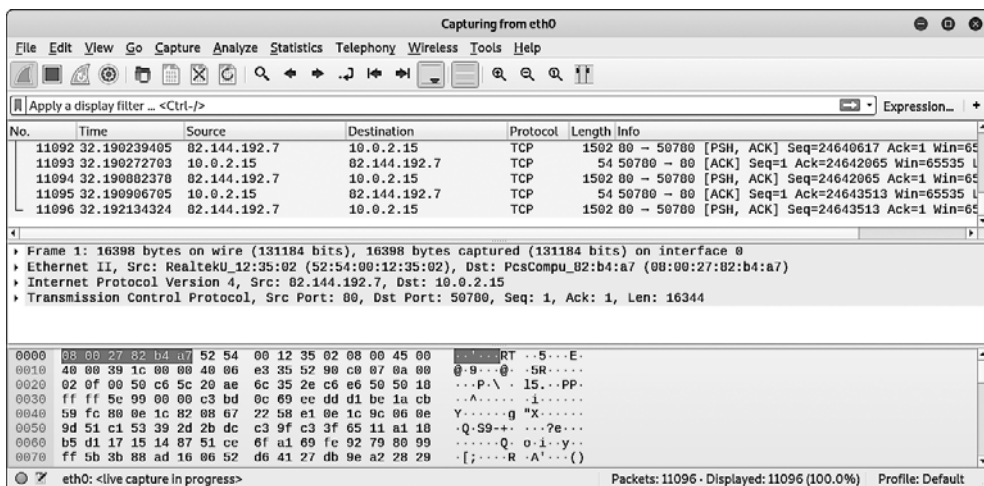 Capturing from eth0
File Edit View Go Capture Analyze Statistics Telephony Wireless Tools Help
Apply a display filter ... <Ctrl-/> Expression... +
No. Time Source Destination Protocol Length Info
11092 32.190239405 82.144.192.7 10.0.2.15 TCP 1502 80 → 50780 [PSH, ACK] Seq=24640617 Ack=1 Win=65
11093 32.190272703 10.0.2.15 82.144.192.7 TCP 54 50780 → 80 [ACK] Seq=1 Ack=24642065 Win=65535 L
11094 32.190882378 82.144.192.7 10.0.2.15 TCP 1502 80 → 50780 [PSH, ACK] Seq=24642065 Ack=1 Win=65
11095 32.190906705 10.0.2.15 82.144.192.7 TCP 54 50780 → 80 [ACK] Seq=1 Ack=24643513 Win=65535 L
11096 32.192134324 82.144.192.7 10.0.2.15 TCP 1502 80 → 50780 [PSH, ACK] Seq=24643513 Ack=1 Win=65
Frame 1: 16398 bytes on wire (131184 bits), 16398 bytes captured (131184 bits) on interface 0
Ethernet II, Src: RealtekU_12:35:02 (52:54:00:12:35:02), Dst: PcsCompu_82:b4:a7 (08:00:27:82:b4:a7)
Internet Protocol Version 4, Src: 82.144.192.7, Dst: 10.0.2.15
Transmission Control Protocol, Src Port: 80, Dst Port: 50780, Seq: 1, Ack: 1, Len: 16344
0000 08 00 27 82 b4 a7 52 54 00 12 35 02 08 00 45 00 ··'···RT ··5···E·
0010 40 00 39 1c 00 00 40 06 e3 35 52 90 c0 07 0a 00 @·9···@· ·5R·····
0020 02 0f 00 50 c6 5c 20 ae 6c 35 2e c6 e6 50 50 18 ···P·\ · l5.··PP·
0030 ff ff 5e 99 00 00 c3 bd 0c 69 ee dd d1 be 1a cb ··^····· ·i······
0040 59 fc 80 0e 1c 82 08 67 22 58 e1 0e 1c 9c 06 0e Y······g "X······
0050 9d 51 c1 53 39 2d 2b dc c3 9f c3 3f 65 11 a1 18 ·Q·S9-+· ···?e···
0060 b5 d1 17 15 14 87 51 ce 6f a1 69 fe 92 79 80 99 ······Q· o·i··y··
0070 ff 5b 3b 88 ad 16 06 52 d6 41 27 db 9e a2 28 29 ·[;····R ·A'···()
eth0: <live capture in progress> Packets: 11096 · Displayed: 11096 (100.0%) Profile: Default